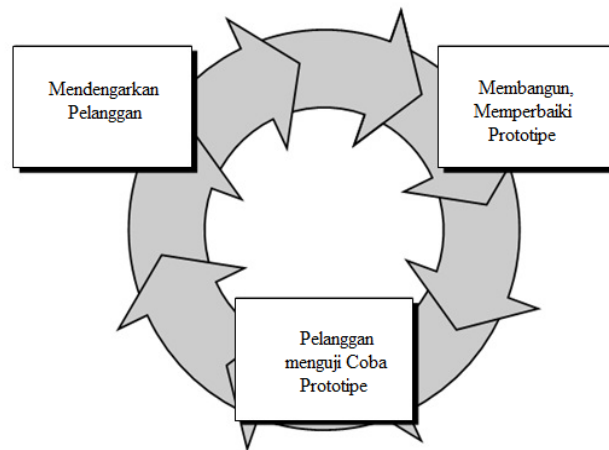 Mendengarkan
Pelanggan
Membangun,
Memperbaiki
Prototipe
Pelanggan
menguji Coba
Prototipe